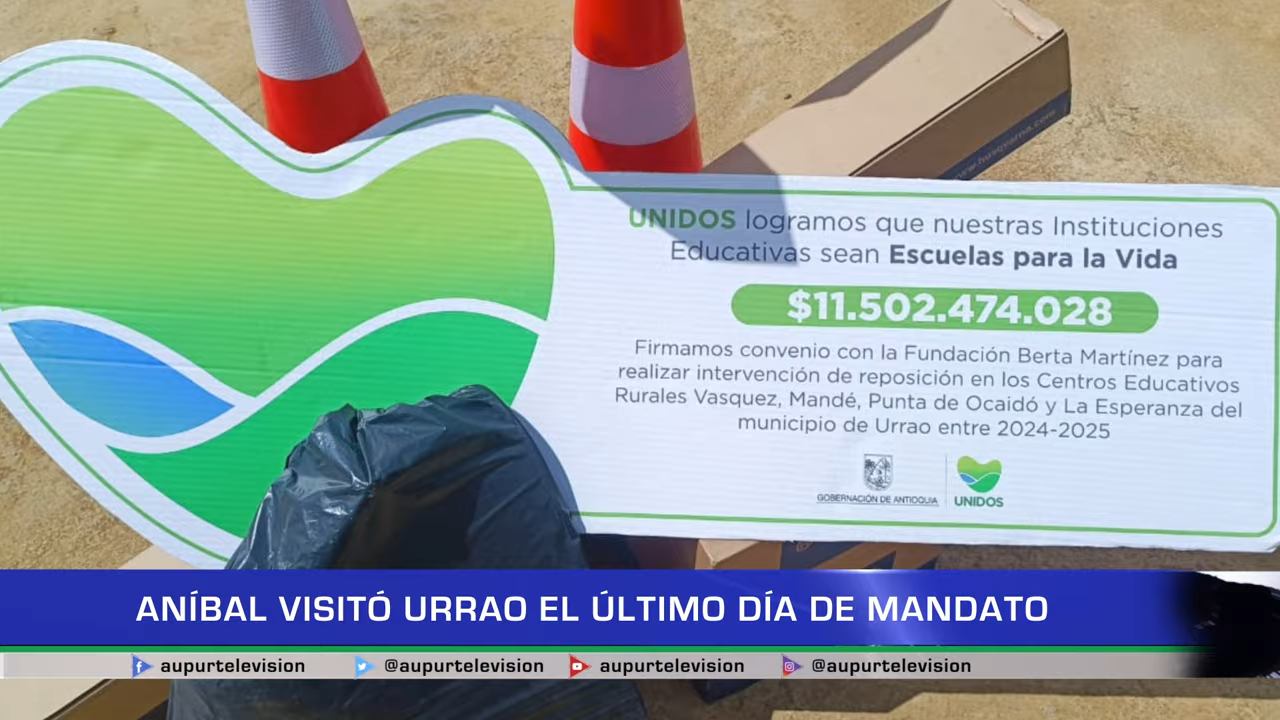 www.husqvarna.com
UNIDOS logramos que nuestras Instituciones
Educativas sean Escuelas para la Vida
$11.502.474.028
Firmamos convenio con la Fundación Berta Martínez para
realizar intervención de reposición en los Centros Educativos
Rurales Vasquez, Mandé, Punta de Ocaidó y La Esperanza del
municipio de Urrao entre 2024-2025
GOBERNACIÓN DE ANTIOQUIA
UNIDOS
ANÍBAL VISITÓ URRAO EL ÚLTIMO DÍA DE MANDATO
aupurtelevision
@aupurtelevision
aupurtelevision
@aupurtelevision